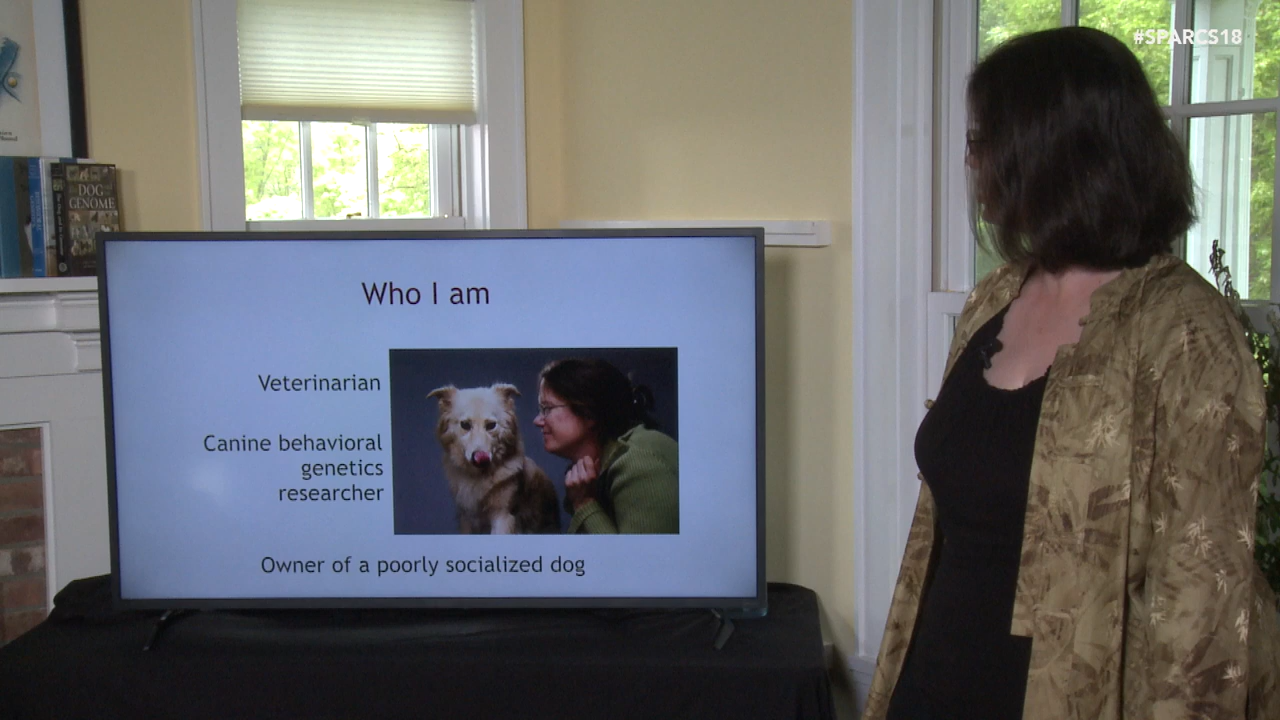 #SPARCS18
DOG
GENOME
Who I am
Veterinarian
Canine behavioral
genetics
researcher
Owner of a poorly socialized dog